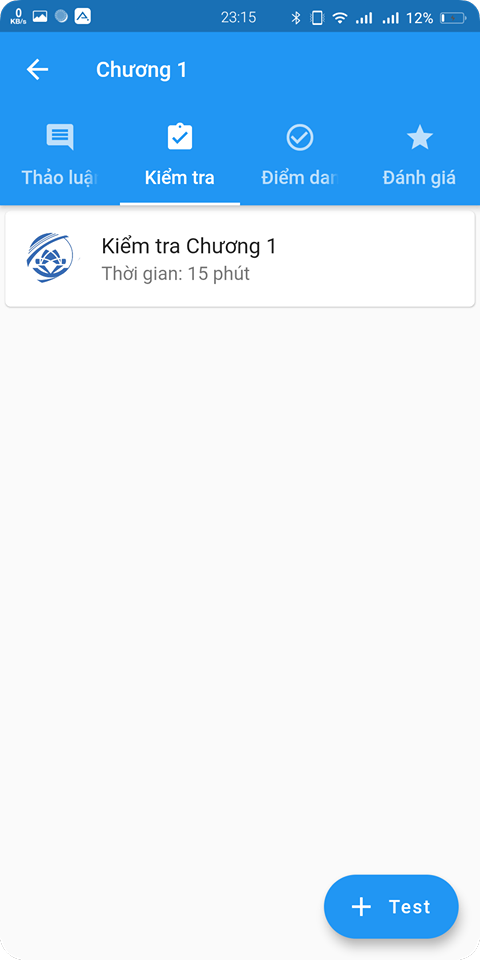 0
KB/s
23:15
12%
Chương 1
Thảo luận
Kiểm tra
Điểm dan
Đánh giá
Kiểm tra Chương 1
Thời gian: 15 phút
+ Test